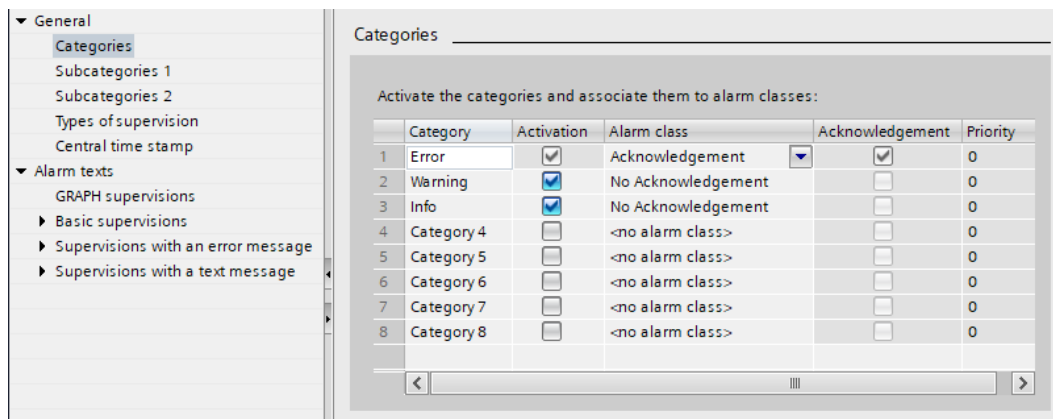 General
Categories
Subcategories 1
Subcategories 2
Types of supervision
Central time stamp
Alarm texts
GRAPH supervisions
Basic supervisions
Supervisions with an error message
Supervisions with a text message
Categories
Activate the categories and associate them to alarm classes:
Category Activation Alarm class Acknowledgement Priority
1 Error Acknowledgement 0
2 Warning No Acknowledgement 0
3 Info No Acknowledgement 0
4 Category 4 <no alarm class> 0
5 Category 5 <no alarm class> 0
6 Category 6 <no alarm class> 0
7 Category 7 <no alarm class> 0
8 Category 8 <no alarm class> 0